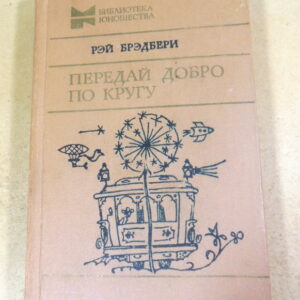 БИБЛИОТЕКА
ЮНОШЕСТВА
РЭЙ БРЭДБЕРИ
ПЕРЕДАЙ ДОБРО
ПО КРУГУ